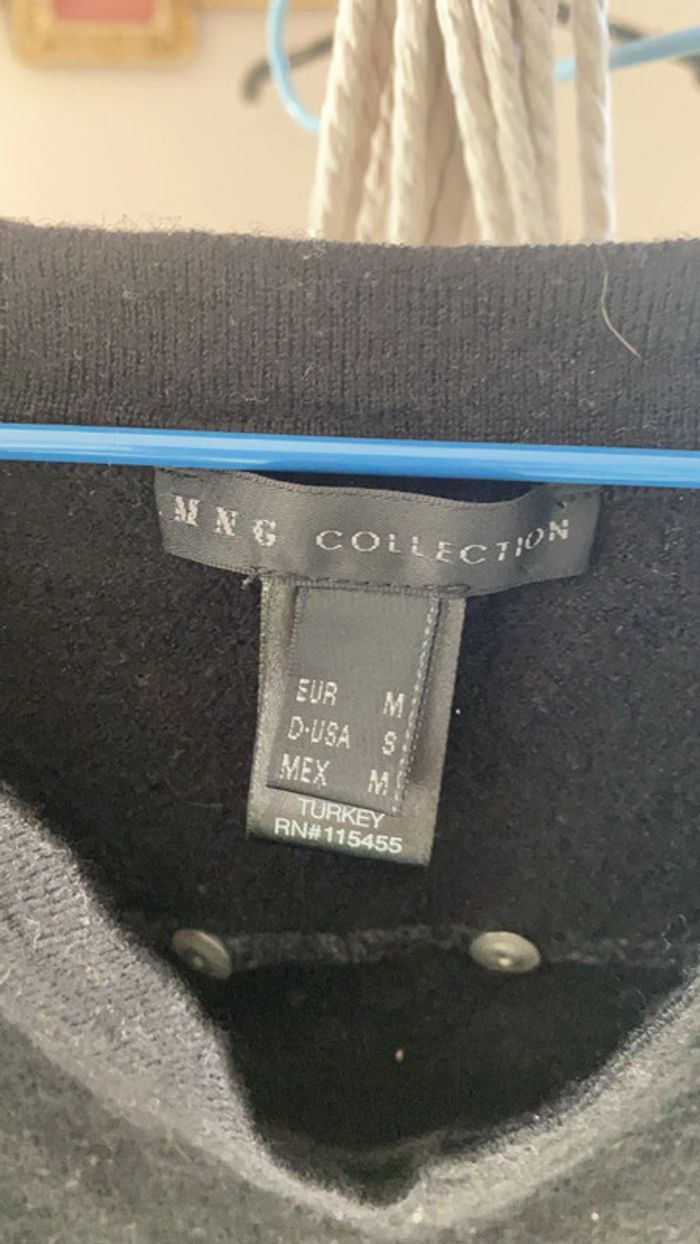 MNG COLLECTION
EUR M
D-USA S
MEX M
TURKEY
RN#115455